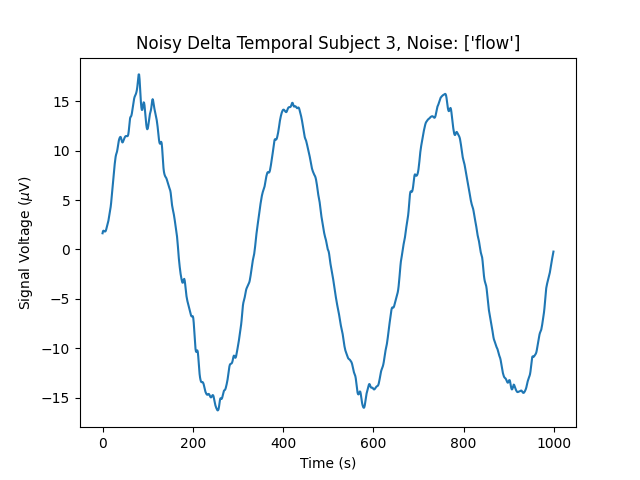 Noisy Delta Temporal Subject 3, Noise: ['flow']
Signal Voltage (μV)
15
10
5
0
−5
−10
−15
0 200 400 600 800 1000
Time (s)